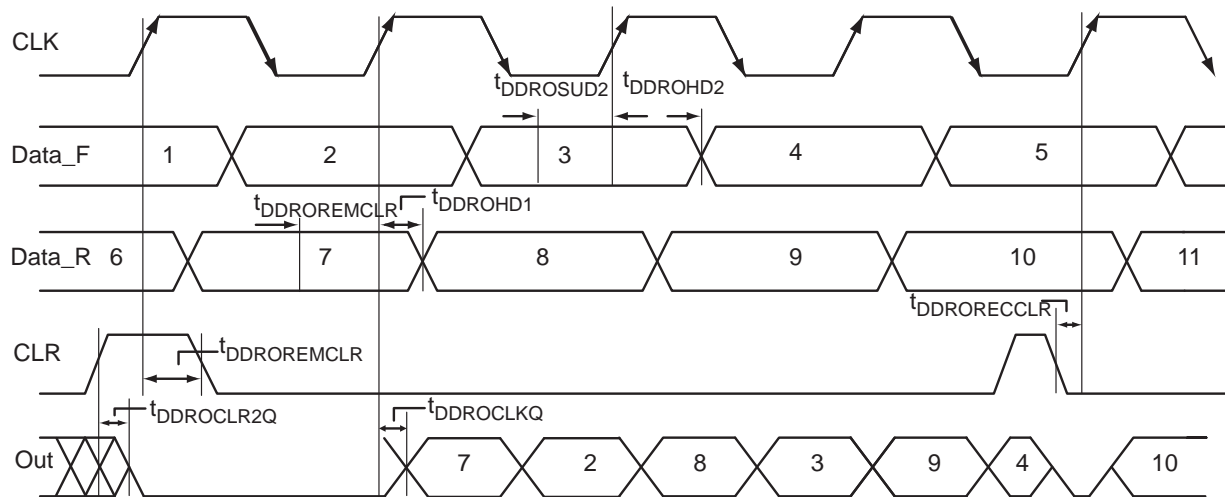 CLK
tDDROSUD2 tDDROHD2
Data_F 1 2 3 4 5
tDDROREMCLR tDDROHD1
Data_R 6 7 8 9 10 11
tDDRORECCLR
CLR
tDDROREMCLR
tDDROCLR2Q tDDROCLKQ
Out 7 2 8 3 9 4 10